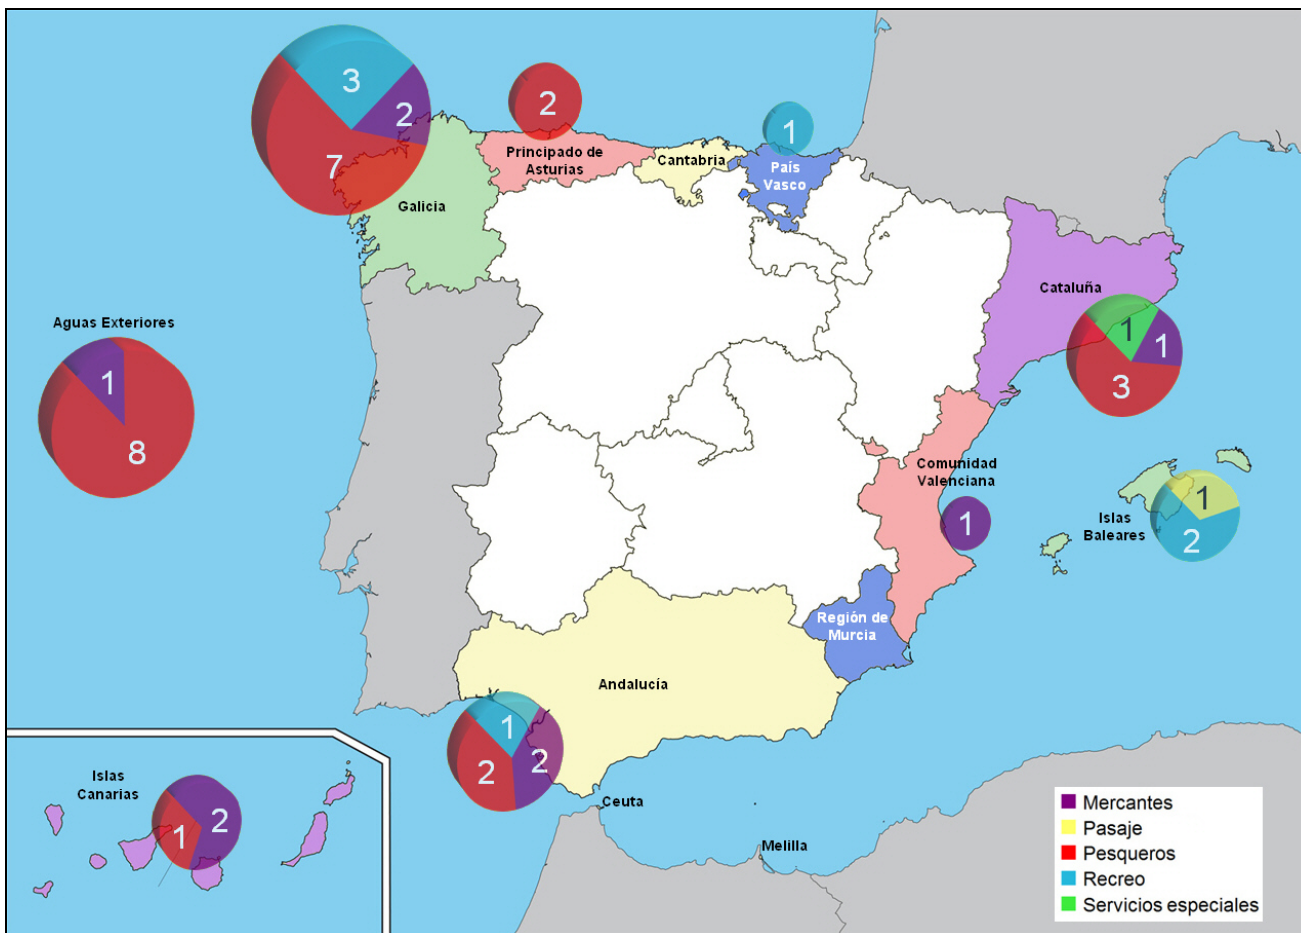 3
2
7
2
1
Principado de
Asturias
Cantabria
País
Vasco
Galicia
Cataluña
1
1
3
Aguas Exteriores
1
8
Comunidad
Valenciana
1
Islas
Baleares
1
2
Región de
Murcia
Andalucía
1
2
2
Ceuta
Melilla
Islas
Canarias
1
2
Mercantes
Pasaje
Pesqueros
Recreo
Servicios especiales